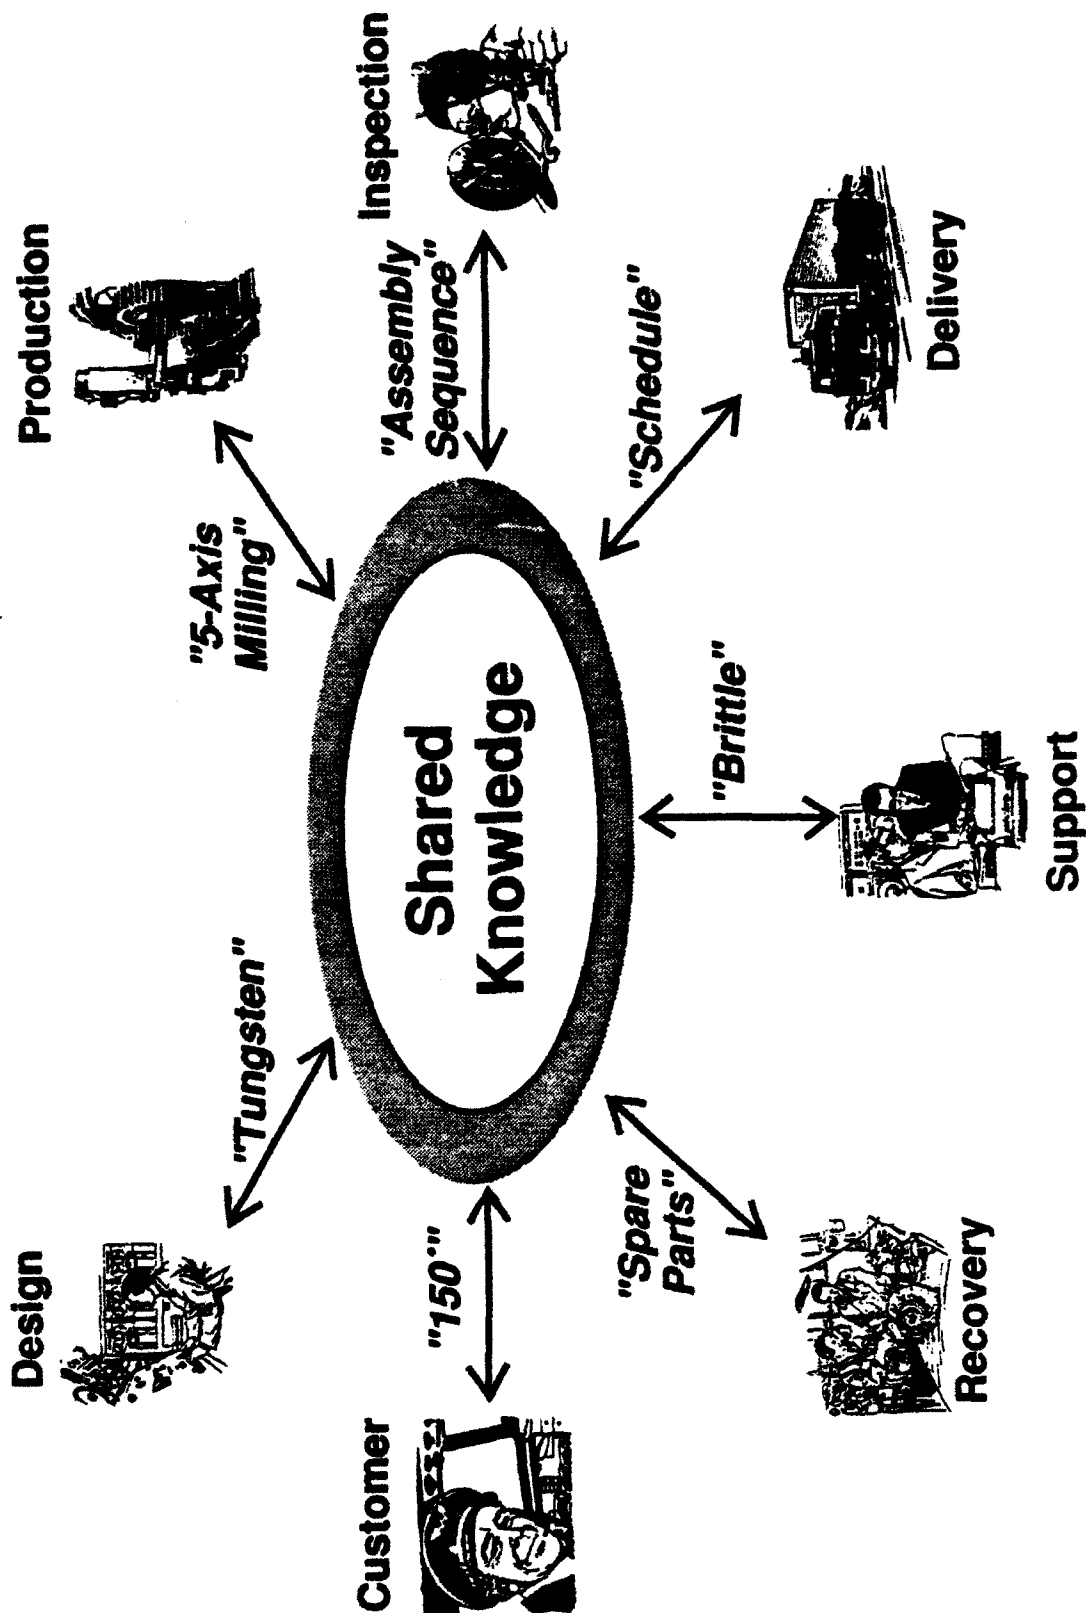 Design
Production
"Tungsten"
"5-Axis
Milling"
Customer
"150°"
Shared
Knowledge
"Assembly
Sequence"
Inspection
"Spare
Parts"
"Brittle"
"Schedule"
Recovery
Support
Delivery